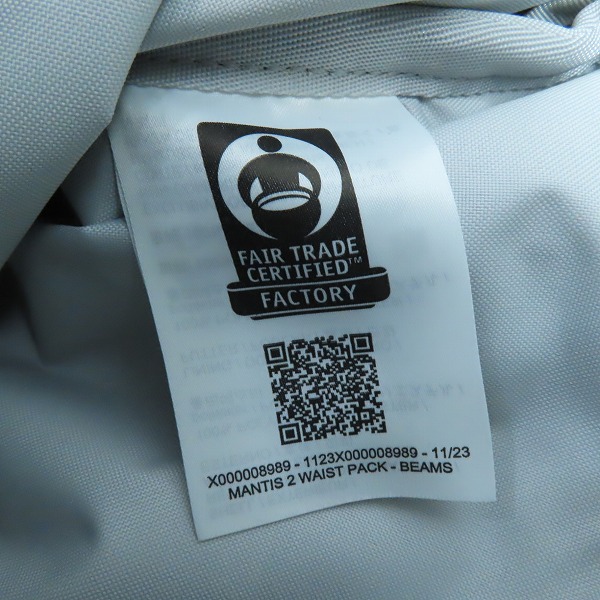 FAIR TRADE
CERTIFIED™
FACTORY
X000008989 - 1123X000008989 - 11/23
MANTIS 2 WAIST PACK - BEAMS